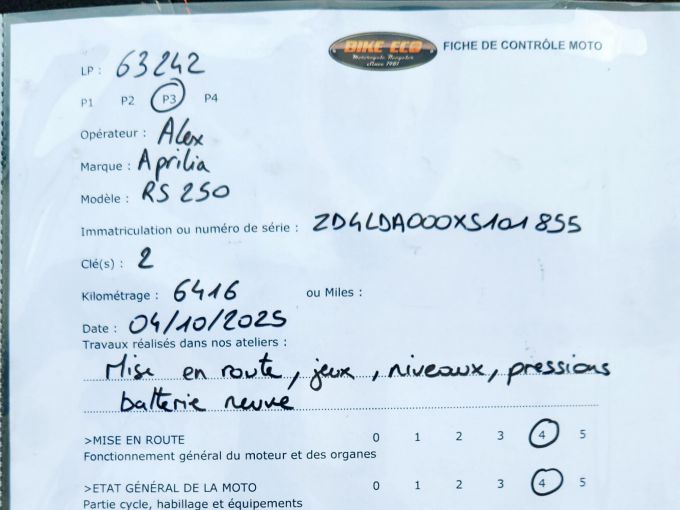 BIKE ECO
Motorcycle Magasin
Since 1981
FICHE DE CONTRÔLE MOTO
LP : 63242
P1 P2 P3 P4
Opérateur : Alex
Marque : Aprilia
Modèle : RS 250
Immatriculation ou numéro de série : ZD4LDA000XS101855
Clé(s) : 2
Kilométrage : 6416 ou Miles :
Date : 04/10/2025
Travaux réalisés dans nos ateliers :
Mise en route, jeux, niveaux, pressions
batterie neuve
>MISE EN ROUTE 0 1 2 3 4 5
Fonctionnement général du moteur et des organes
>ETAT GÉNÉRAL DE LA MOTO 0 1 2 3 4 5
Partie cycle, habillage et équipements